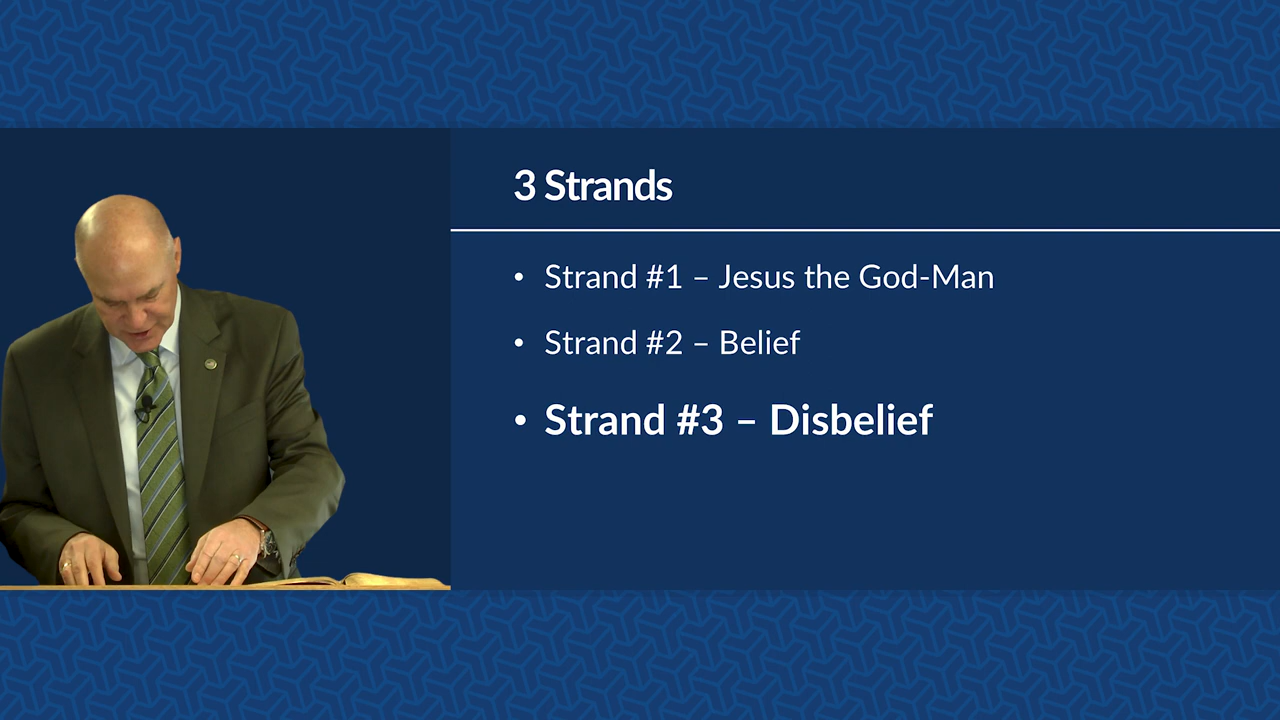 3 Strands
• Strand #1 – Jesus the God-Man
• Strand #2 – Belief
• Strand #3 – Disbelief